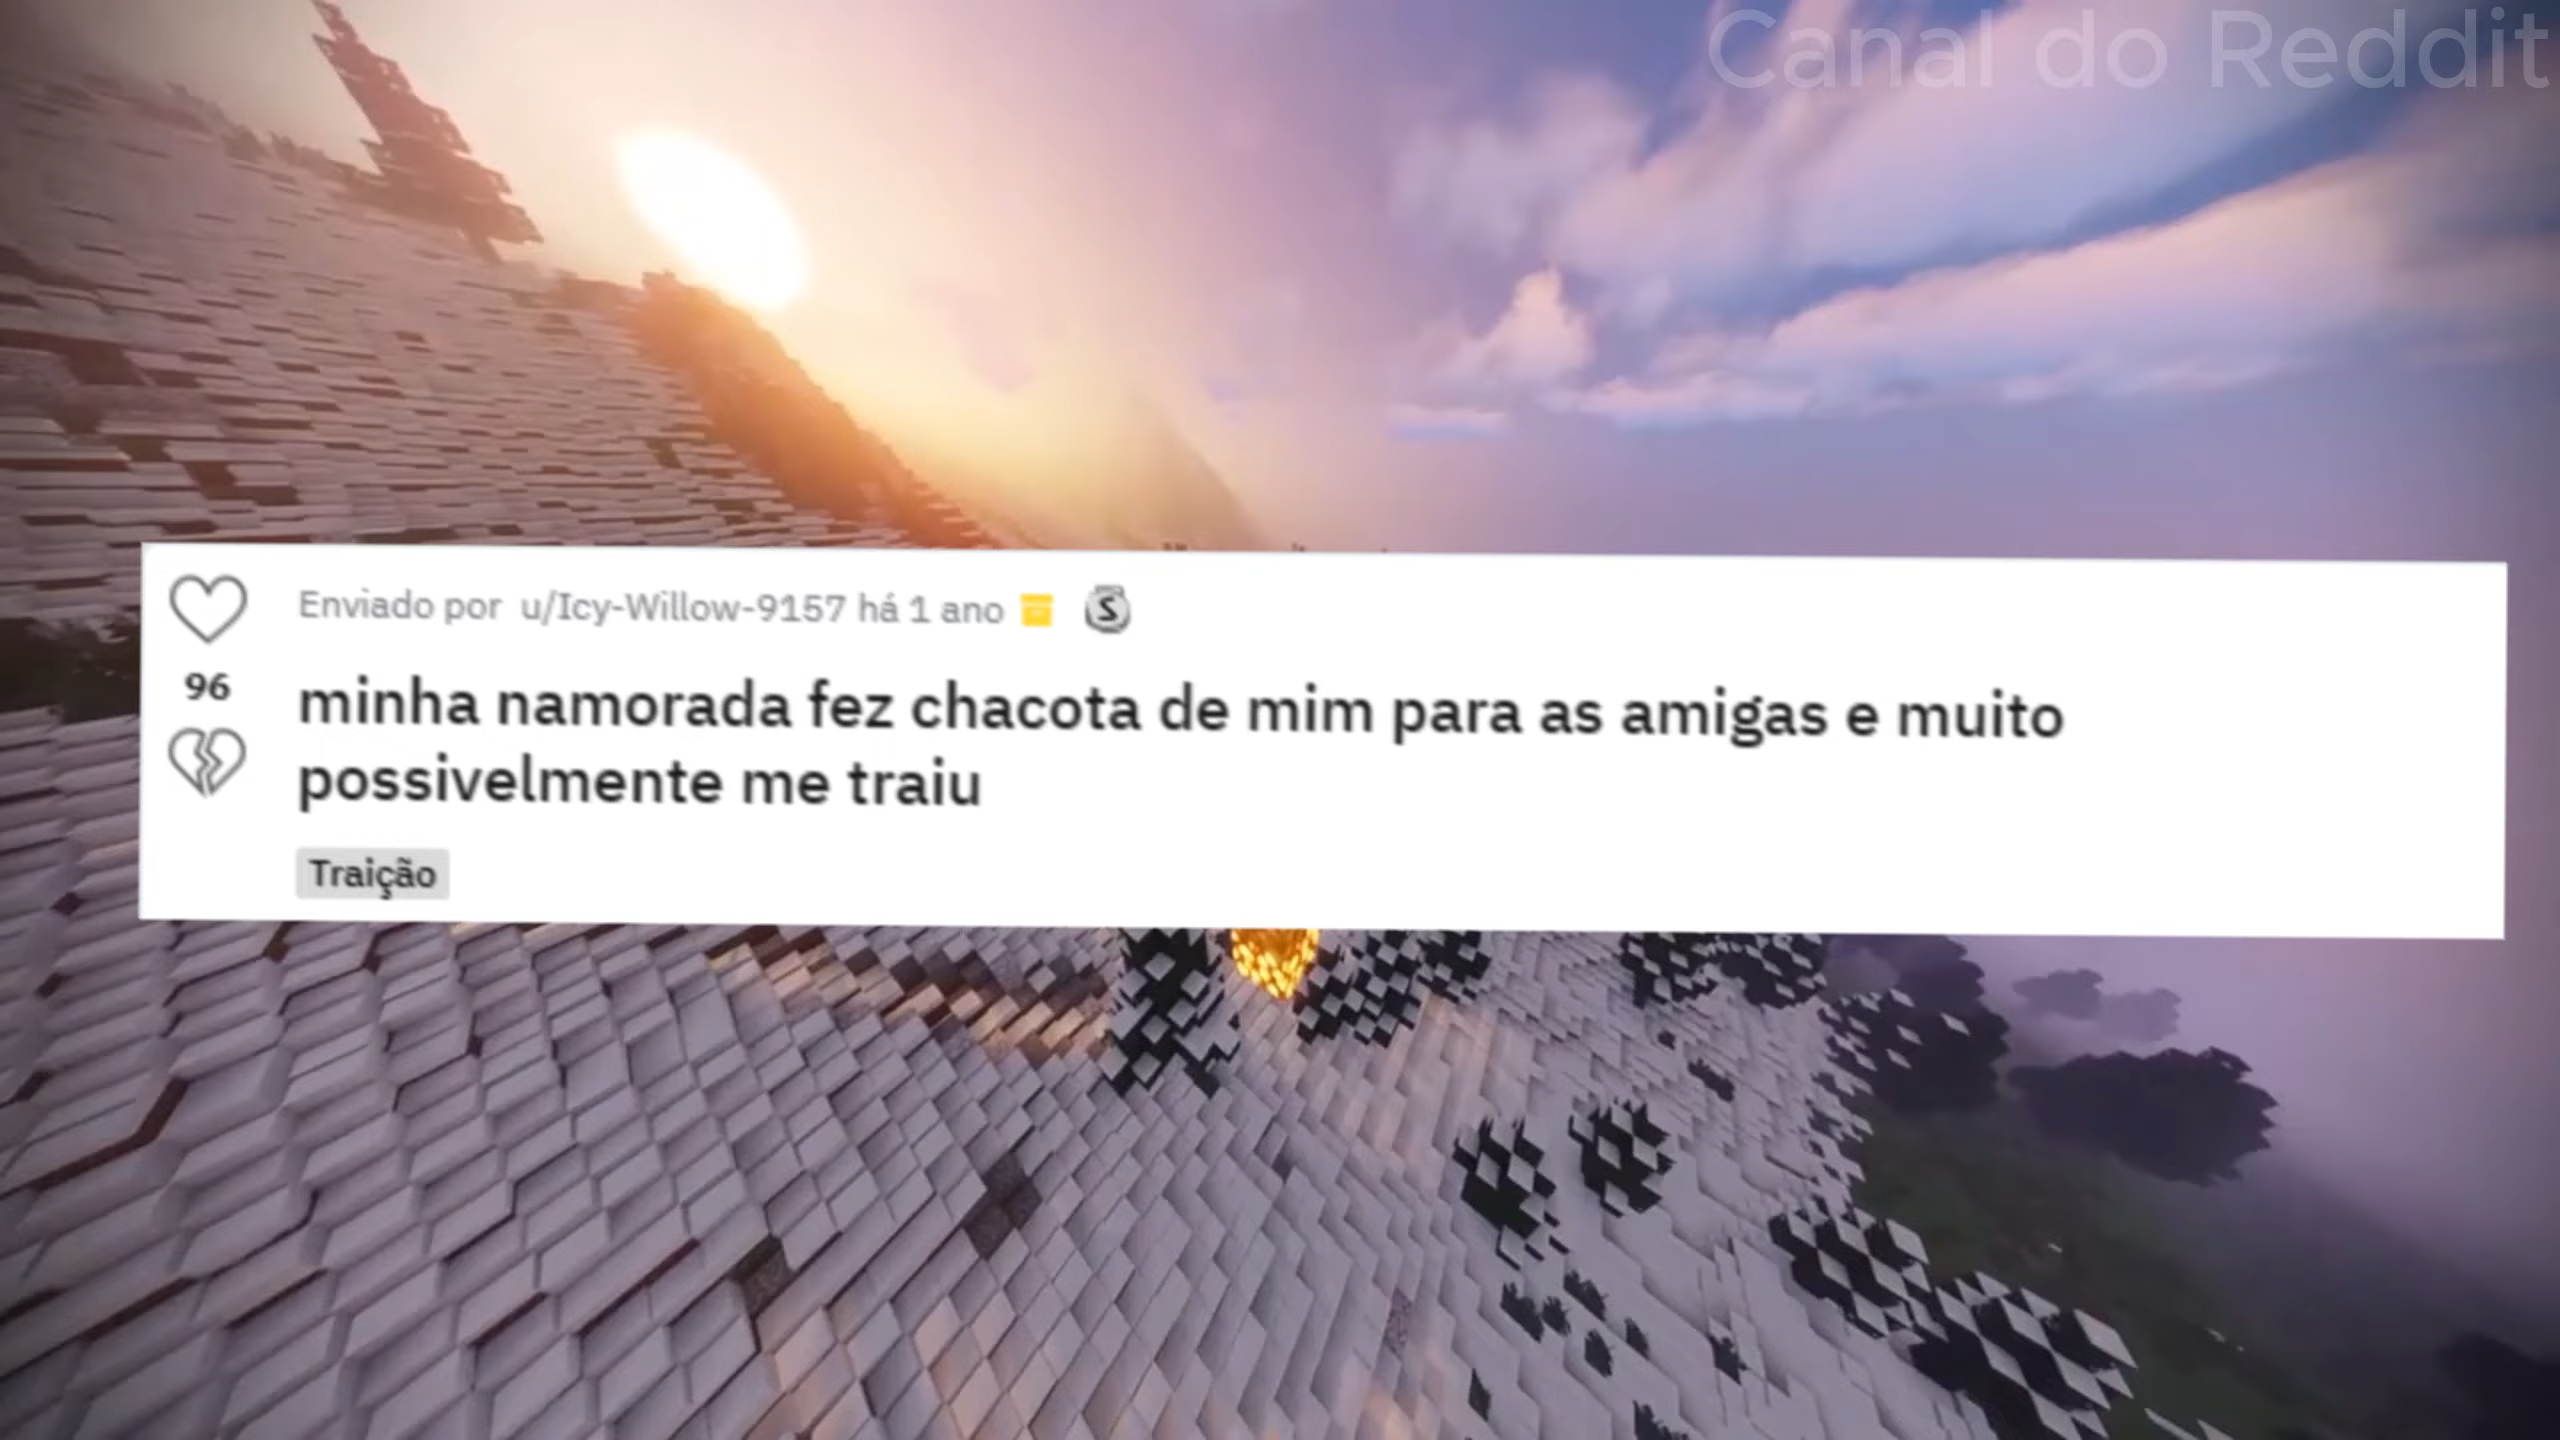 Canal do Reddit
Enviado por u/Icy-Willow-9157 há 1 ano
96
minha namorada fez chacota de mim para as amigas e muito
possivelmente me traiu
Traição